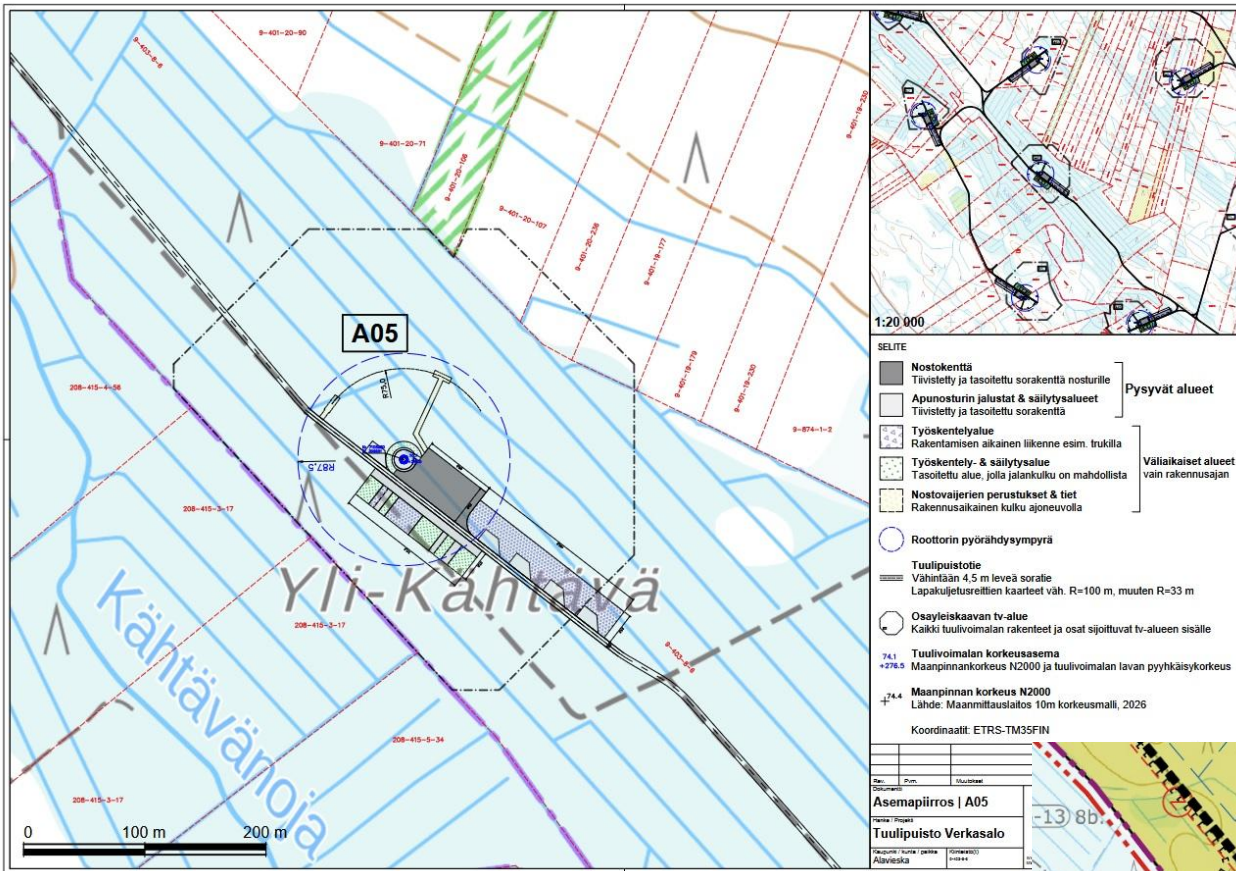 9-401-20-90
9-403-8-6
9-401-20-71
9-401-20-106
9-401-20-107
9-401-20-238
9-401-19-177
9-401-19-230
A05
R75,0
R87,5
9-401-19-179
9-401-19-230
9-874-1-2
208-415-4-56
208-415-3-17
208-415-3-17
Yli-Kähtävä
9-403-8-6
Kähtävänoja
208-415-5-34
208-415-3-17
0 100 m 200 m
1:20 000
SELITE
Nostokenttä
Tiivistetty ja tasoitettu sorakenttä nosturille
Apunosturin jalustat & säilytysalueet
Tiivistetty ja tasoitettu sorakenttä
Pysyvät alueet
Työskentelyalue
Rakentamisen aikainen liikenne esim. trukilla
Työskentely- & säilytysalue
Tasoitettu alue, jolla jalankulku on mahdollista
Nostovaijerien perustukset & tiet
Rakennusaikainen kulku ajoneuvolla
Väliaikaiset alueet
vain rakennusajan
Roottorin pyörähdysympyrä
Tuulipuistotie
Vähintään 4,5 m leveä soratie
Lapakuljetusreittien kaarteet väh. R=100 m, muuten R=33 m
Osayleiskaavan tv-alue
Kaikki tuulivoimalan rakenteet ja osat sijoittuvat tv-alueen sisälle
74.1
+276.5
Tuulivoimalan korkeusasema
Maanpinnankorkeus N2000 ja tuulivoimalan lavan pyyhkäisykorkeus
74.4
Maanpinnan korkeus N2000
Lähde: Maanmittauslaitos 10m korkeusmalli, 2026
Koordinaatit: ETRS-TM35FIN
Rev. Pvm. Muutokset
Dokumentti
Asemapiirros | A05
Hanke / Projekti
Tuulipuisto Verkasalo
Kaupunki / kunta / paikka
Alavieska
Kiinteistö(t)
-13 8b.